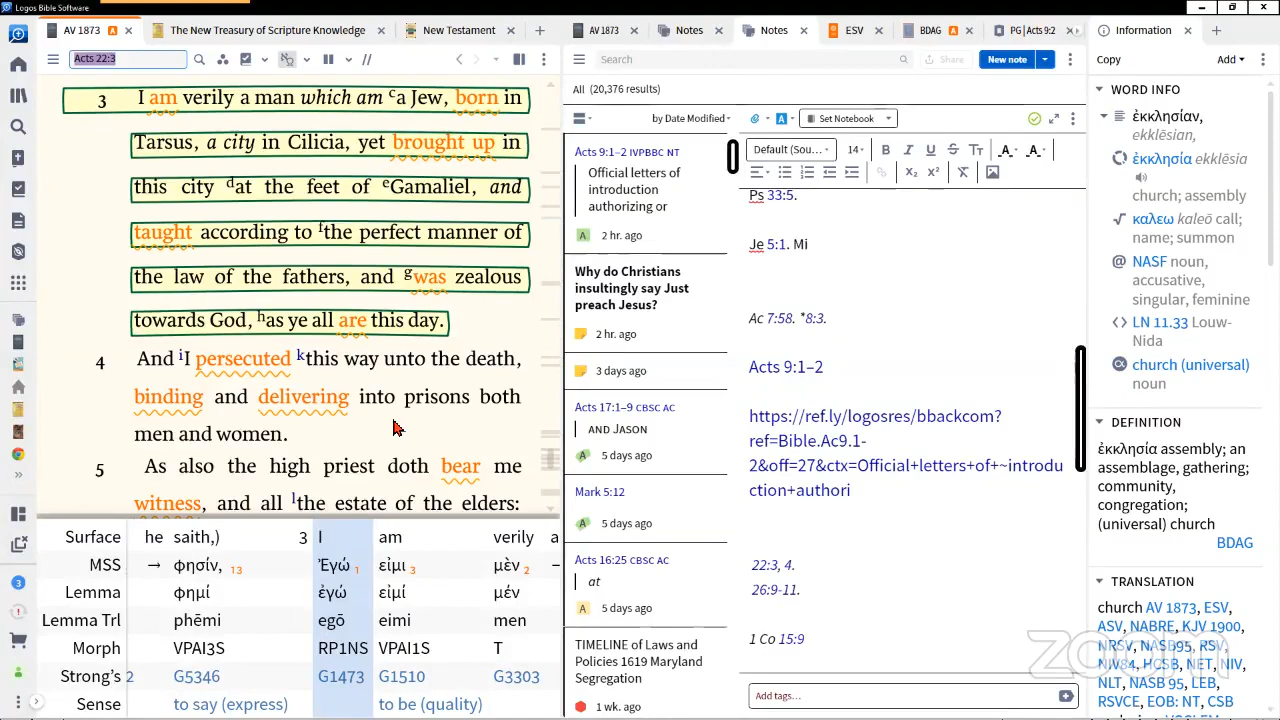 Logos Bible Software
AV 1873 A
The New Treasury of Scripture Knowledge
New Testament
AV 1873
Notes
Notes
ESV
BDAG A
PG | Acts 9:2
Information
Acts 22:3
Search
Share
New note
Copy
Add
3 I am verily a man which am c a Jew, born in
Tarsus, a city in Cilicia, yet brought up in
this city d at the feet of e Gamaliel, and
taught according to f the perfect manner of
the law of the fathers, and g was zealous
towards God, h as ye all are this day.
4 And i I persecuted k this way unto the death,
binding and delivering into prisons both
men and women.
5 As also the high priest doth bear me
witness, and all l the estate of the elders:
Surface he saith,) 3 I am verily a
MSS → φησίν, 13 Ἐγώ 1 εἰμι 3 μὲν 2
Lemma φημί ἐγώ εἰμί μέν
Lemma Trl phēmi egō eimi men
Morph VPAI3S RP1NS VPAI1S T
Strong's 2 G5346 G1473 G1510 G3303
Sense to say (express) to be (quality)
All (20,376 results)
by Date Modified
Acts 9:1–2 IVPBBC NT
Official letters of
introduction
authorizing or
A 2 hr. ago
Why do Christians
insultingly say Just
preach Jesus?
2 hr. ago
3 days ago
Acts 17:1–9 CBSC AC
AND JASON
A 5 days ago
Mark 5:12
A 5 days ago
Acts 16:25 CBSC AC
at
A 5 days ago
TIMELINE of Laws and
Policies 1619 Maryland
Segregation
1 wk. ago
A Set Notebook
Default (Sou... 14 B I U S TT A A
X₂ X²
Ps 33:5.
Je 5:1. Mi
Ac 7:58. *8:3.
Acts 9:1–2
https://ref.ly/logosres/bbackcom?
ref=Bible.Ac9.1-
2&off=27&ctx=Official+letters+of+~introdu
ction+authori
22:3, 4.
26:9-11.
1 Co 15:9
Add tags...
WORD INFO
ἐκκλησίαν,
ekklēsian,
ἐκκλησία ekklēsia
church; assembly
καλεω kaleō call;
name; summon
@ NASF noun,
accusative,
singular, feminine
LN 11.33 Louw-
Nida
church (universal)
noun
DEFINITION
ἐκκλησία assembly; an
assemblage, gathering;
community,
congregation;
(universal) church
BDAG
TRANSLATION
church AV 1873, ESV,
ASV, NABRE, KJV 1900,
NRSV, NASB95, RSV,
NIV84, HCSB, NET, NIV,
NLT, NASB 95, LEB,
RSVCE, EOB: NT, CSB
3
zoom